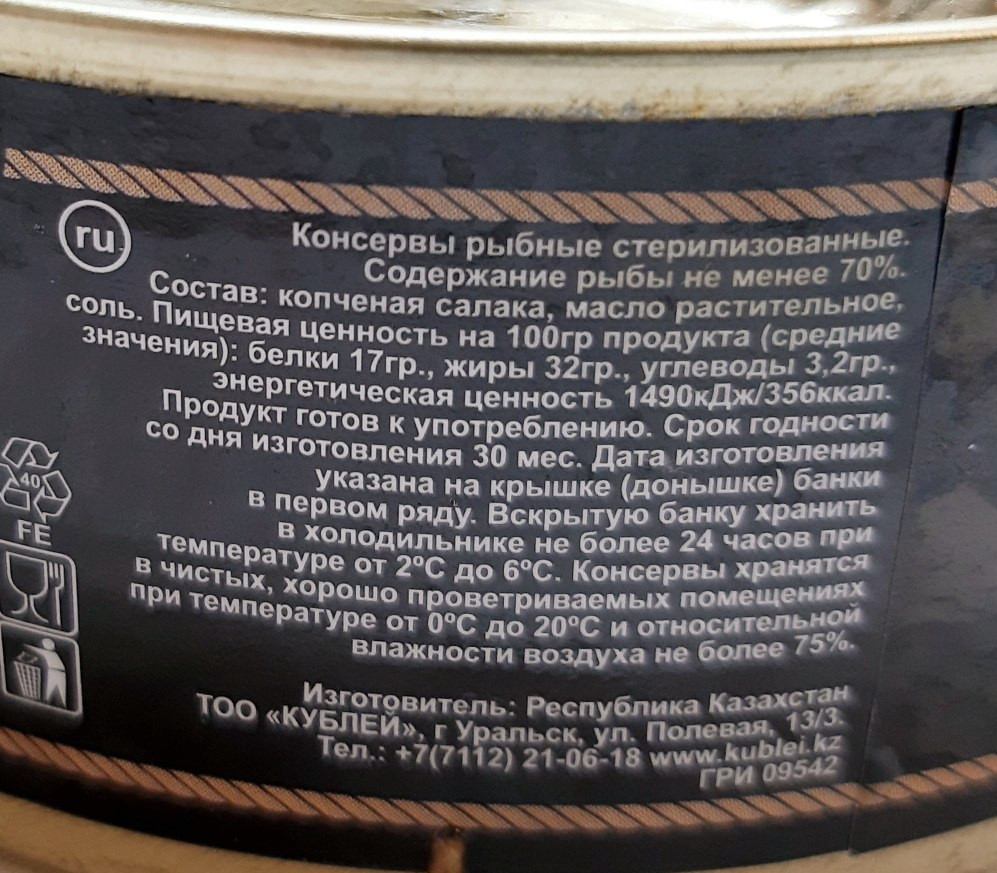 ru
Консервы рыбные стерилизованные.
Содержание рыбы не менее 70%.
Состав: копченая салака, масло растительное,
соль. Пищевая ценность на 100гр продукта (средние
значения): белки 17гр., жиры 32гр., углеводы 3,2гр.,
энергетическая ценность 1490кДж/356ккал.
Продукт готов к употреблению. Срок годности
со дня изготовления 30 мес. Дата изготовления
указана на крышке (донышке) банки
в первом ряду. Вскрытую банку хранить
в холодильнике не более 24 часов при
температуре от 2ºС до 6ºС. Консервы хранятся
в чистых, хорошо проветриваемых помещениях
при температуре от 0ºС до 20ºС и относительной
влажности воздуха не более 75%.
40
FE
Изготовитель: Республика Казахстан
ТОО «КУБЛЕЙ», г Уральск, ул. Полевая, 13/3.
Тел.: +7(7112) 21-06-18 www.kublei.kz
ГРИ 09542